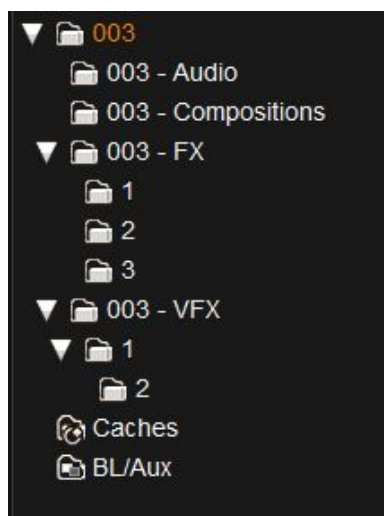 003
003 - Audio
003 - Compositions
003 - FX
1
2
3
003 - VFX
1
2
Caches
BL/Aux